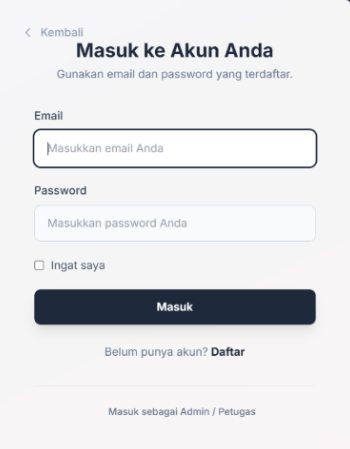 Kembali
Masuk ke Akun Anda
Gunakan email dan password yang terdaftar.
Email
Masukkan email Anda
Password
Masukkan password Anda
Ingat saya
Masuk
Belum punya akun? Daftar
Masuk sebagai Admin / Petugas